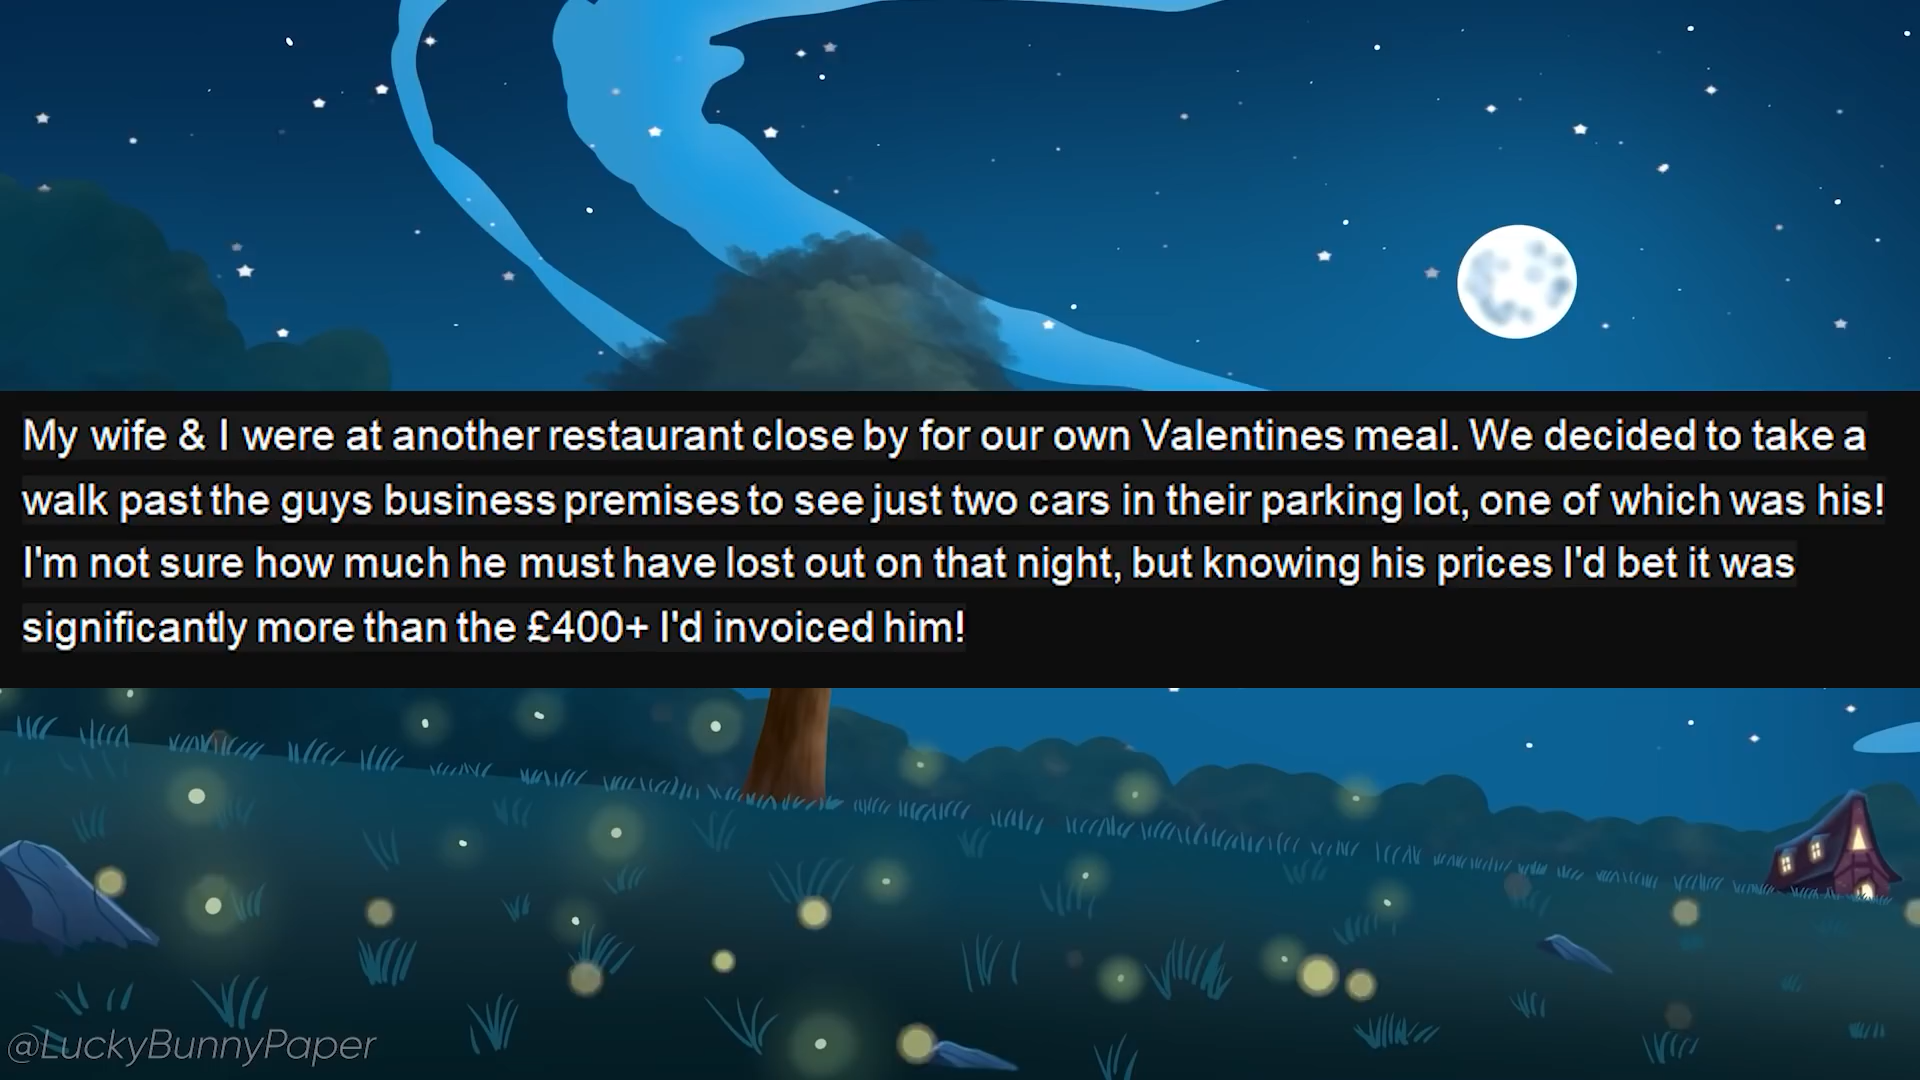 My wife & I were at another restaurant close by for our own Valentines meal. We decided to take a
walk past the guys business premises to see just two cars in their parking lot, one of which was his!
I'm not sure how much he must have lost out on that night, but knowing his prices I'd bet it was
significantly more than the £400+ I'd invoiced him!
@LuckyBunnyPaper